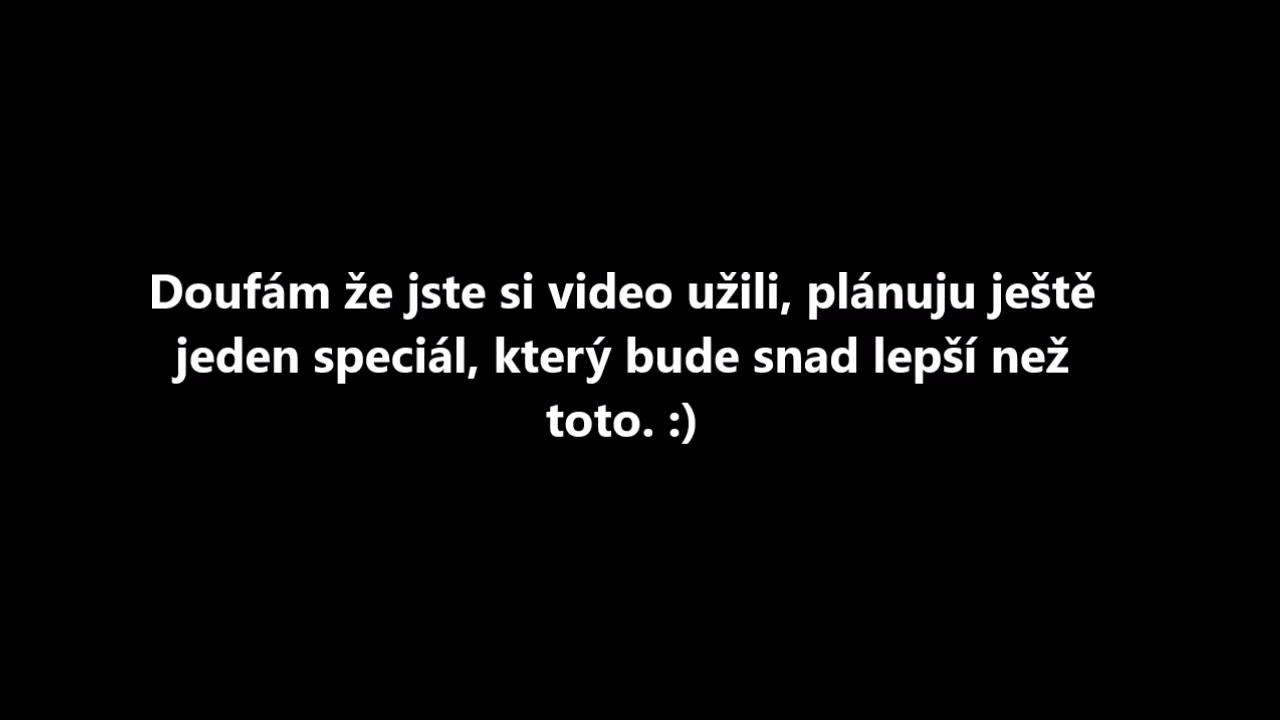 Doufám že jste si video užili, plánuju ještě
jeden speciál, který bude snad lepší než
toto. :)